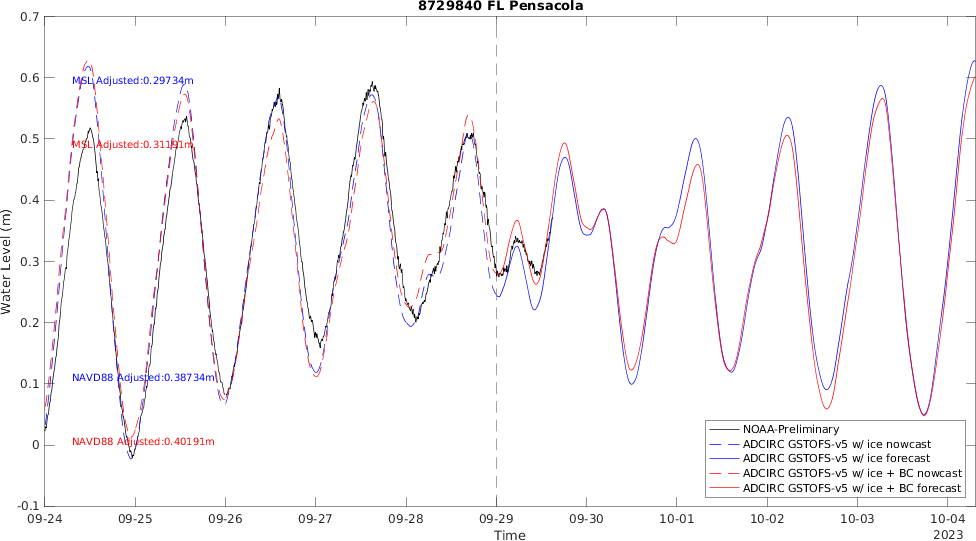 8729840 FL Pensacola
0.7
0.6
0.5
0.4
0.3
0.2
0.1
0
-0.1
Water Level (m)
MSL Adjusted:0.29734m
MSL Adjusted:0.31191m
NAVD88 Adjusted:0.38734m
NAVD88 Adjusted:0.40191m
NOAA-Preliminary
ADCIRC GSTOFS-v5 w/ ice nowcast
ADCIRC GSTOFS-v5 w/ ice forecast
ADCIRC GSTOFS-v5 w/ ice + BC nowcast
ADCIRC GSTOFS-v5 w/ ice + BC forecast
09-24 09-25 09-26 09-27 09-28 09-29 09-30 10-01 10-02 10-03 10-04
Time
2023